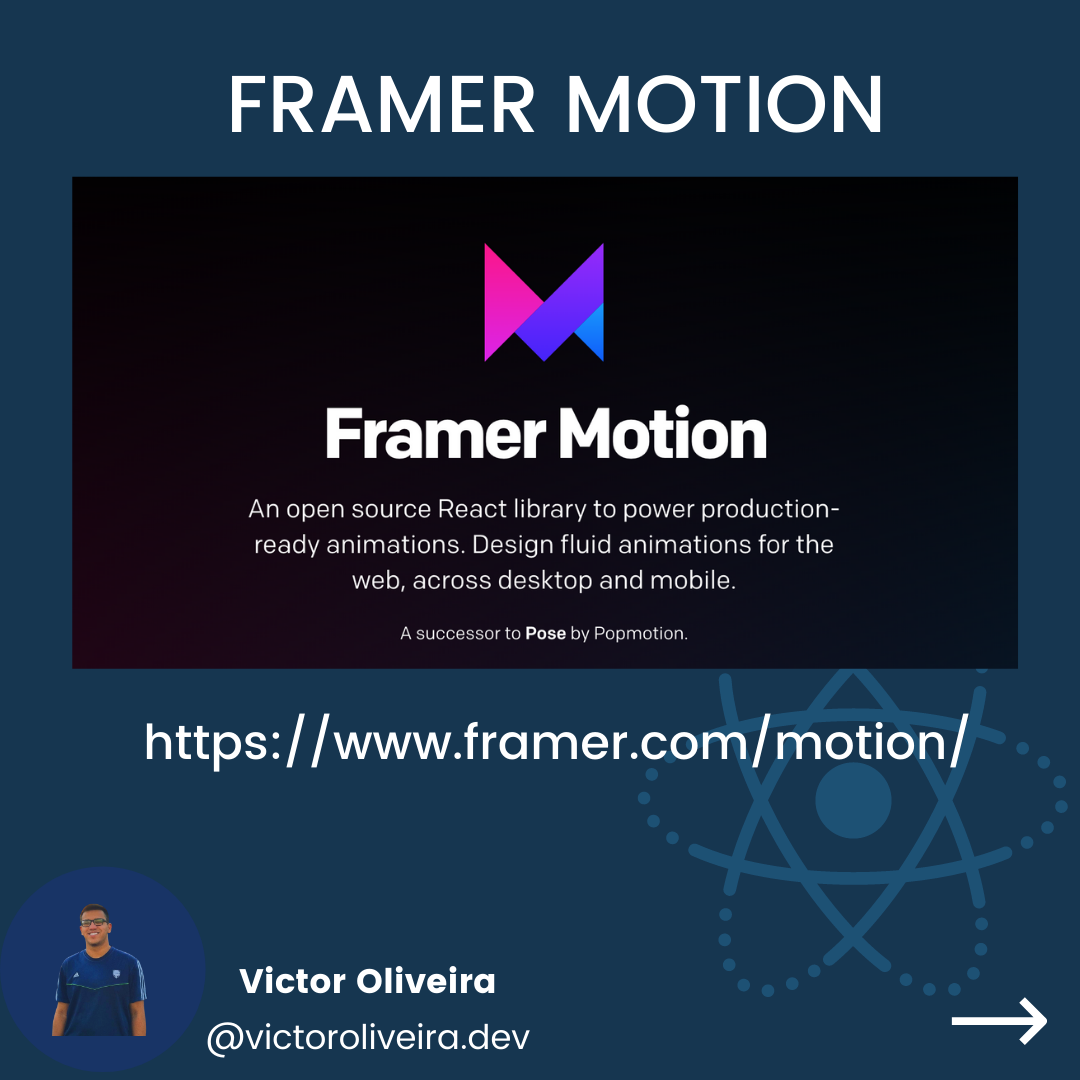 FRAMER MOTION
Framer Motion
An open source React library to power production-
ready animations. Design fluid animations for the
web, across desktop and mobile.
A successor to Pose by Popmotion.
https://www.framer.com/motion/
Victor Oliveira
@victoroliveira.dev